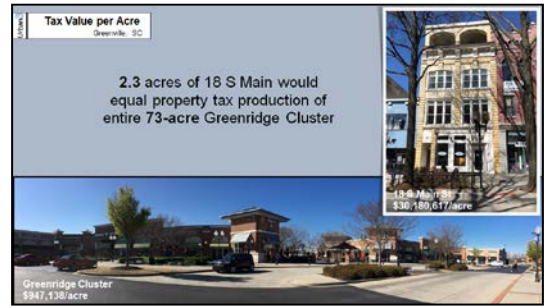 Urban3
Tax Value per Acre
Greenville, SC
2.3 acres of 18 S Main would
equal property tax production of
entire 73-acre Greenridge Cluster
18 S Main St
$30,180,617/acre
Greenridge Cluster
$947,138/acre